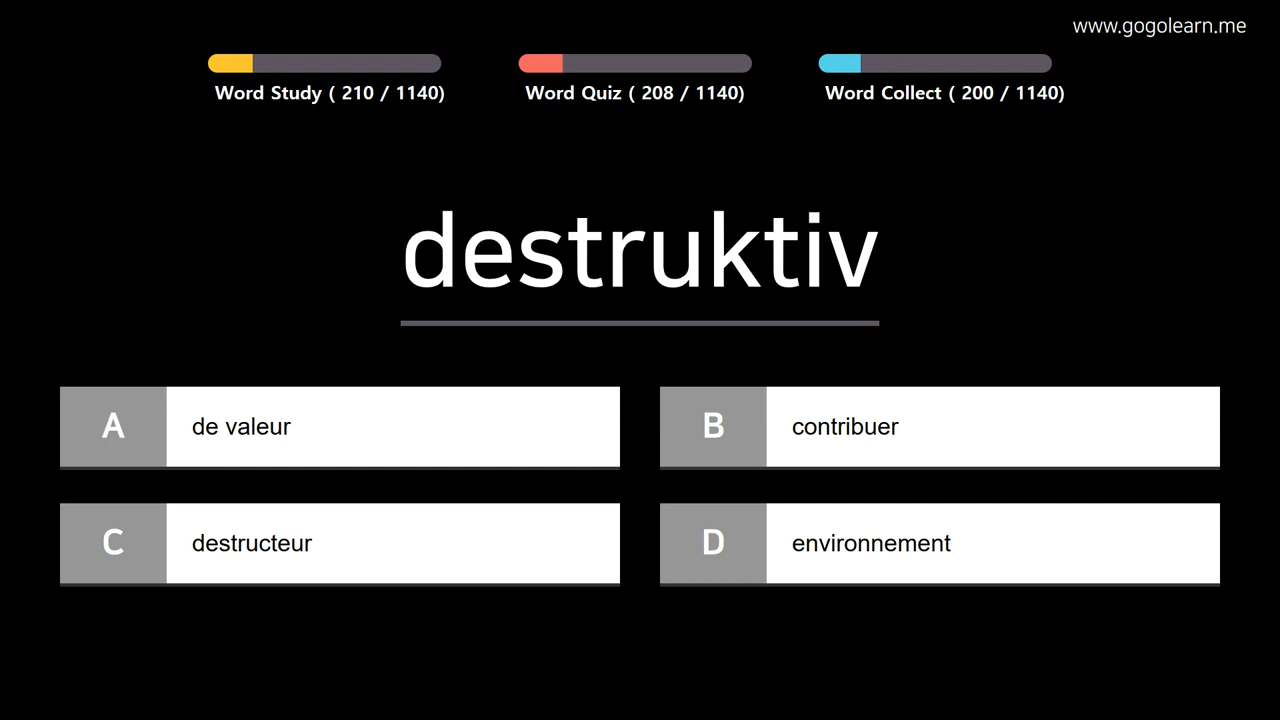 www.gogolearn.me
Word Study ( 210 / 1140)
Word Quiz ( 208 / 1140)
Word Collect ( 200 / 1140)
destruktiv
A de valeur
B contribuer
C destructeur
D environnement